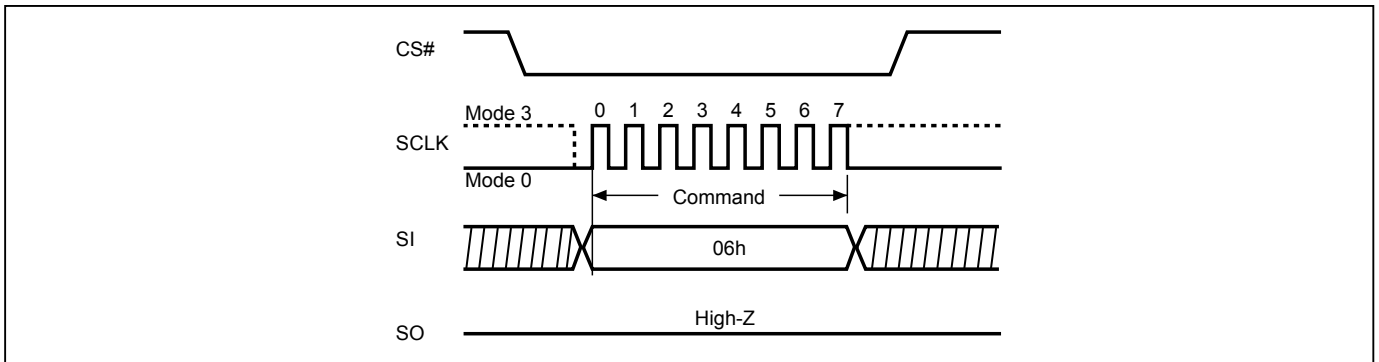 CS#
Mode 3
0 1 2 3 4 5 6 7
SCLK
Mode 0
Command
SI
06h
High-Z
SO